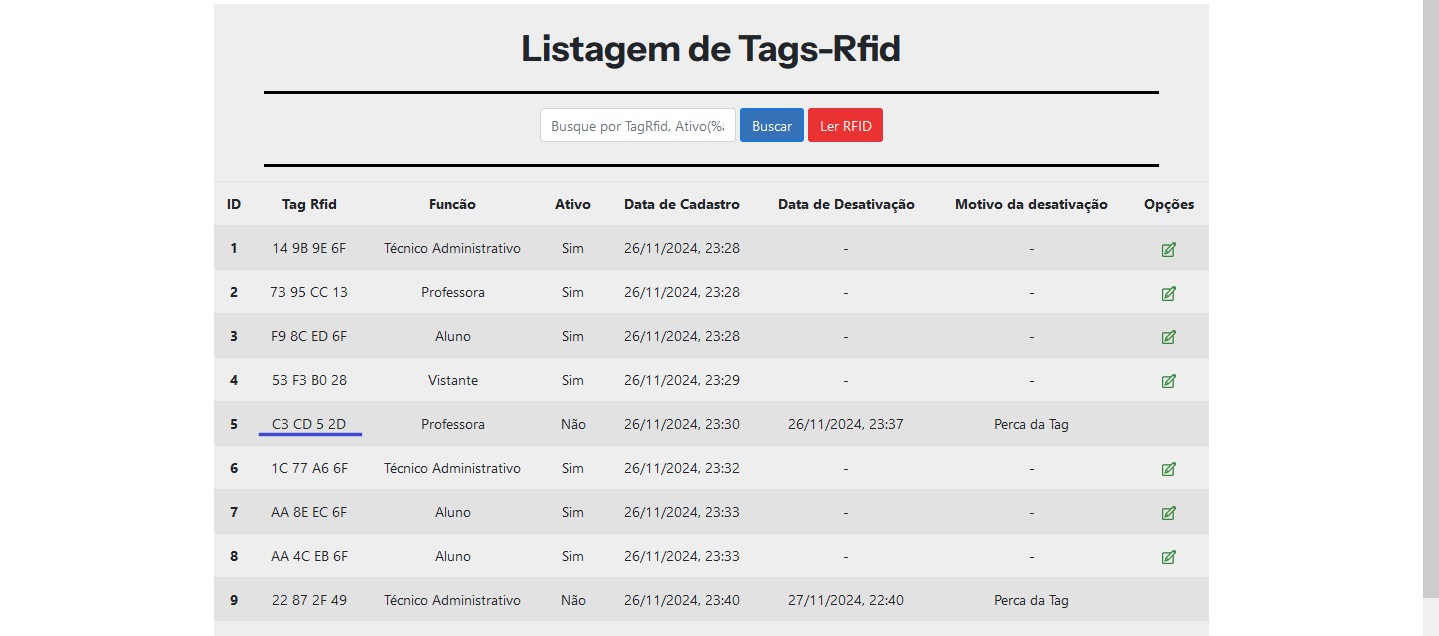 Listagem de Tags-Rfid
Busque por TagRfid, Ativo(%a Buscar Ler RFID
ID Tag Rfid Funcão Ativo Data de Cadastro Data de Desativação Motivo da desativação Opções
1 14 9B 9E 6F Técnico Administrativo Sim 26/11/2024, 23:28 - -
2 73 95 CC 13 Professora Sim 26/11/2024, 23:28 - -
3 F9 8C ED 6F Aluno Sim 26/11/2024, 23:28 - -
4 53 F3 B0 28 Vistante Sim 26/11/2024, 23:29 - -
5 C3 CD 5 2D Professora Não 26/11/2024, 23:30 26/11/2024, 23:37 Perca da Tag
6 1C 77 A6 6F Técnico Administrativo Sim 26/11/2024, 23:32 - -
7 AA 8E EC 6F Aluno Sim 26/11/2024, 23:33 - -
8 AA 4C EB 6F Aluno Sim 26/11/2024, 23:33 - -
9 22 87 2F 49 Técnico Administrativo Não 26/11/2024, 23:40 27/11/2024, 22:40 Perca da Tag